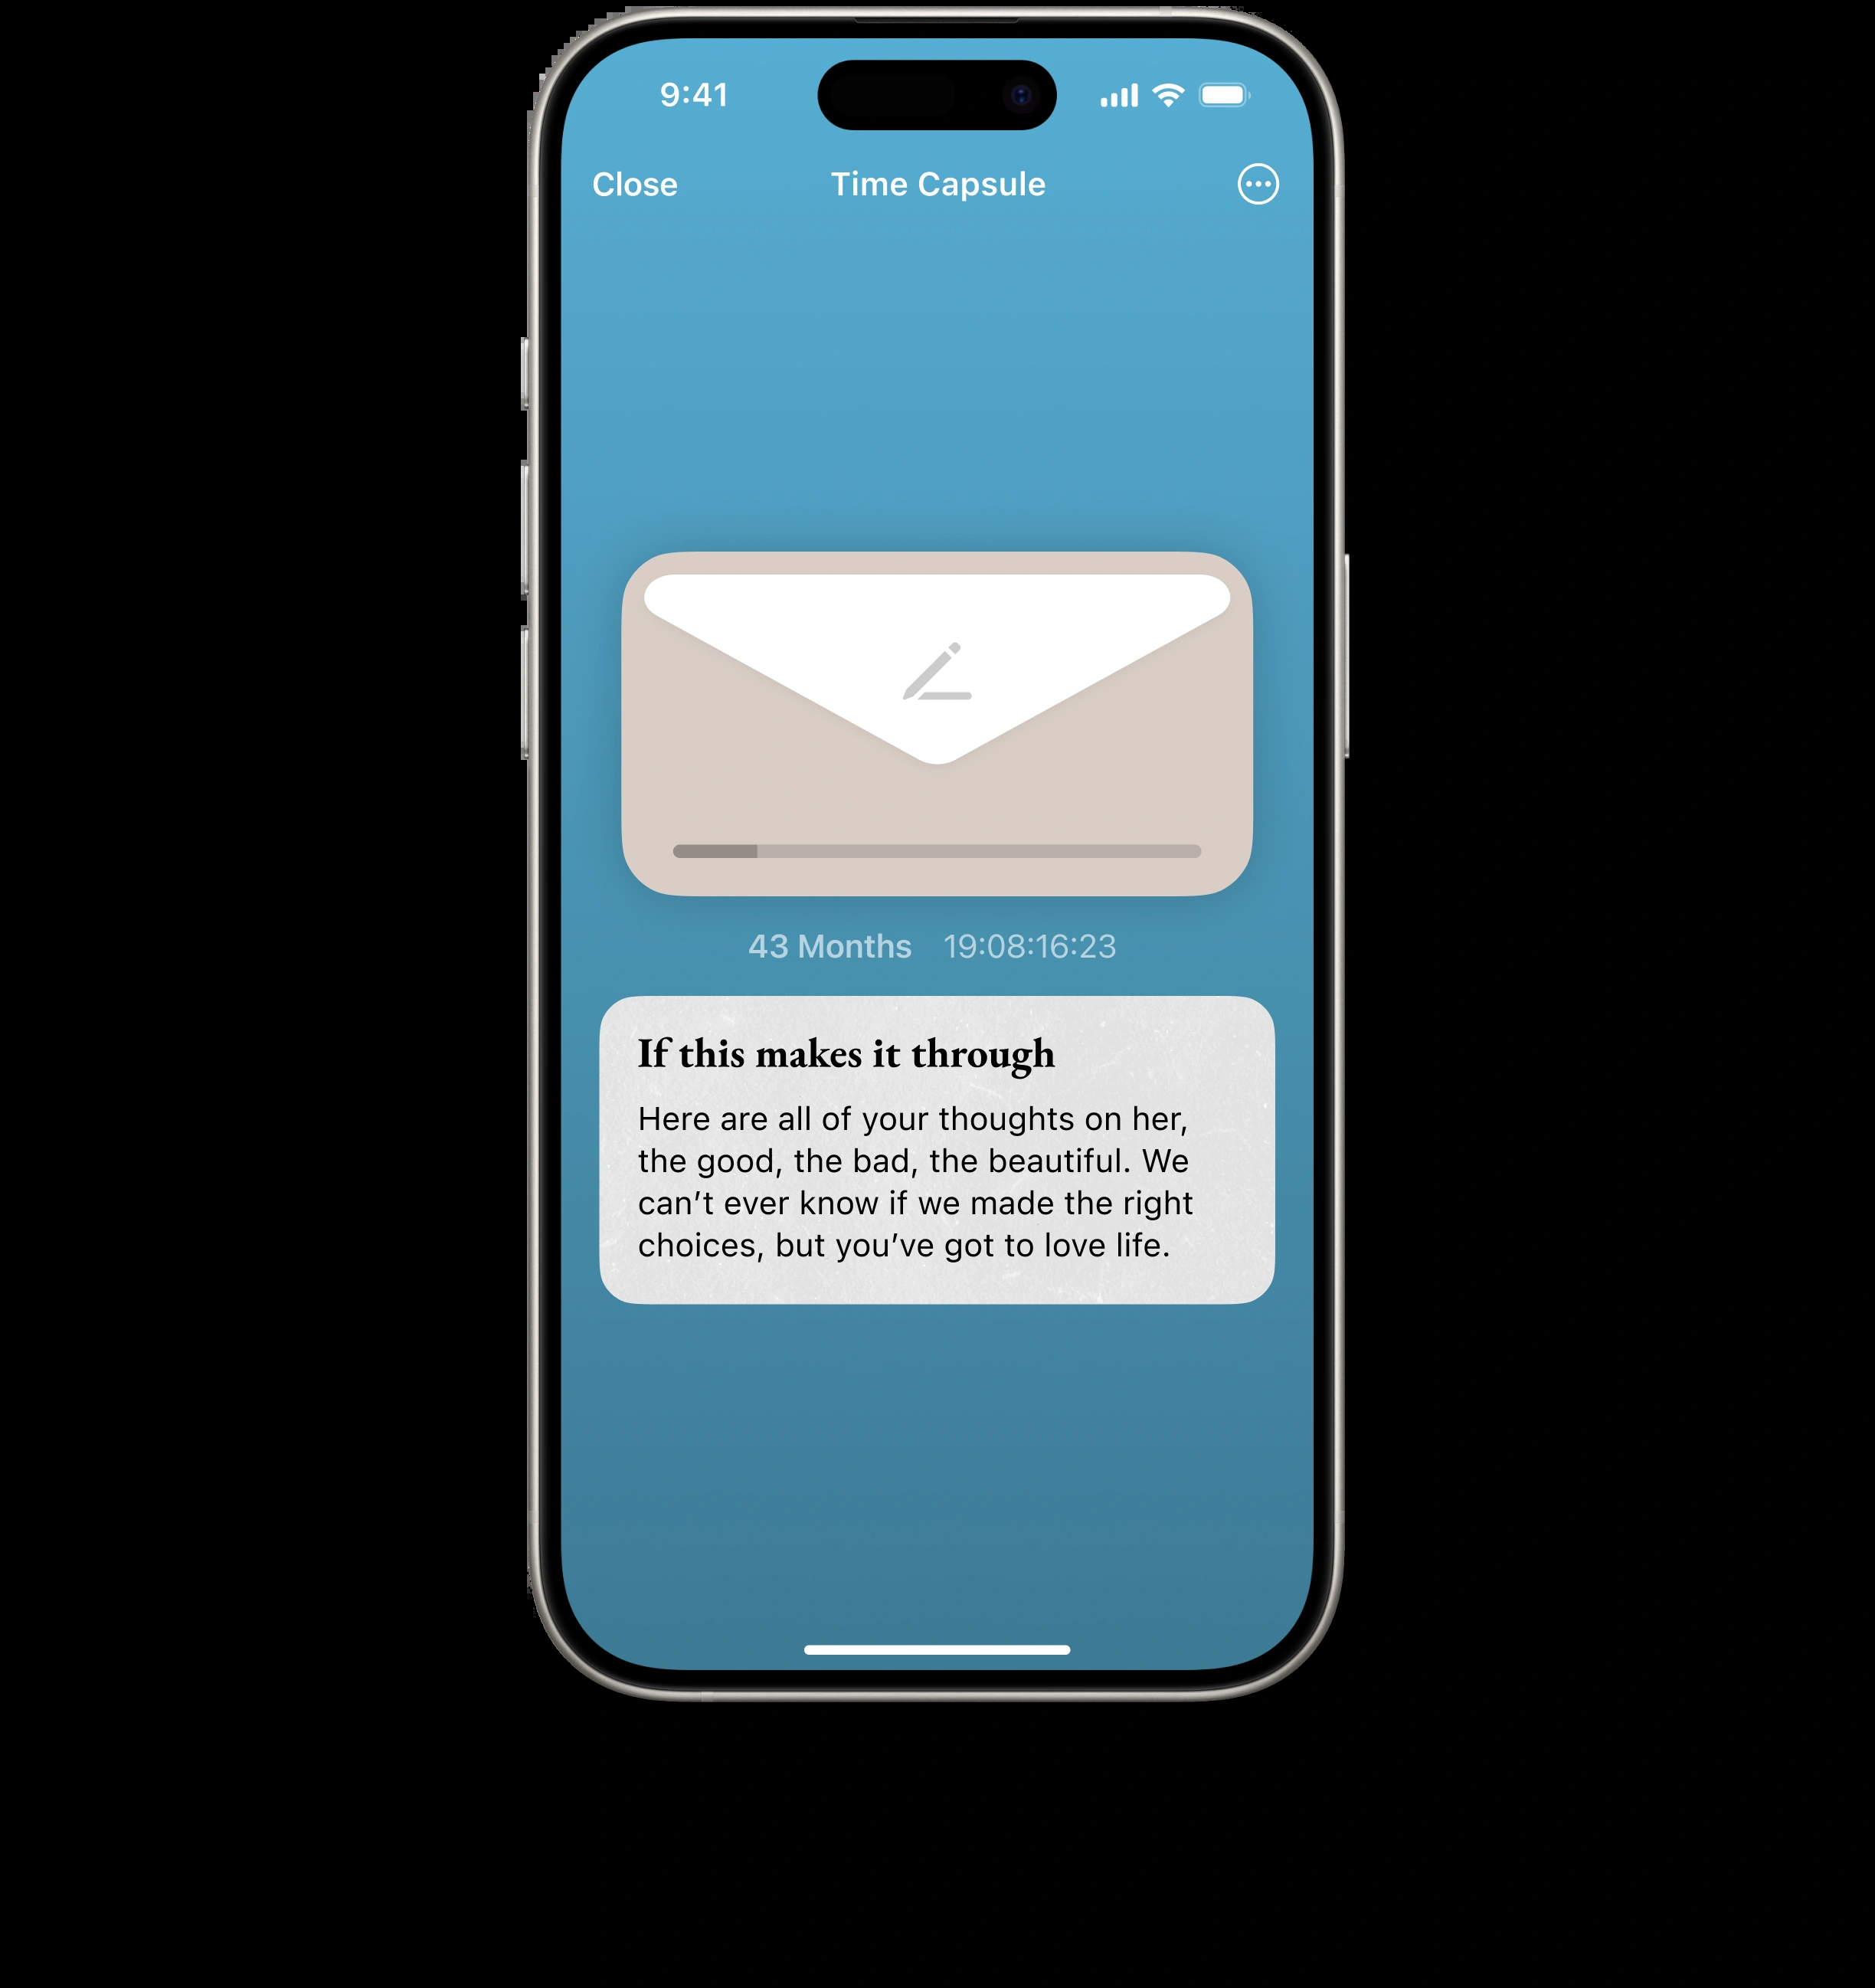 9:41
Close
Time Capsule
43 Months 19:08:16:23
If this makes it through
Here are all of your thoughts on her,
the good, the bad, the beautiful. We
can’t ever know if we made the right
choices, but you’ve got to love life.